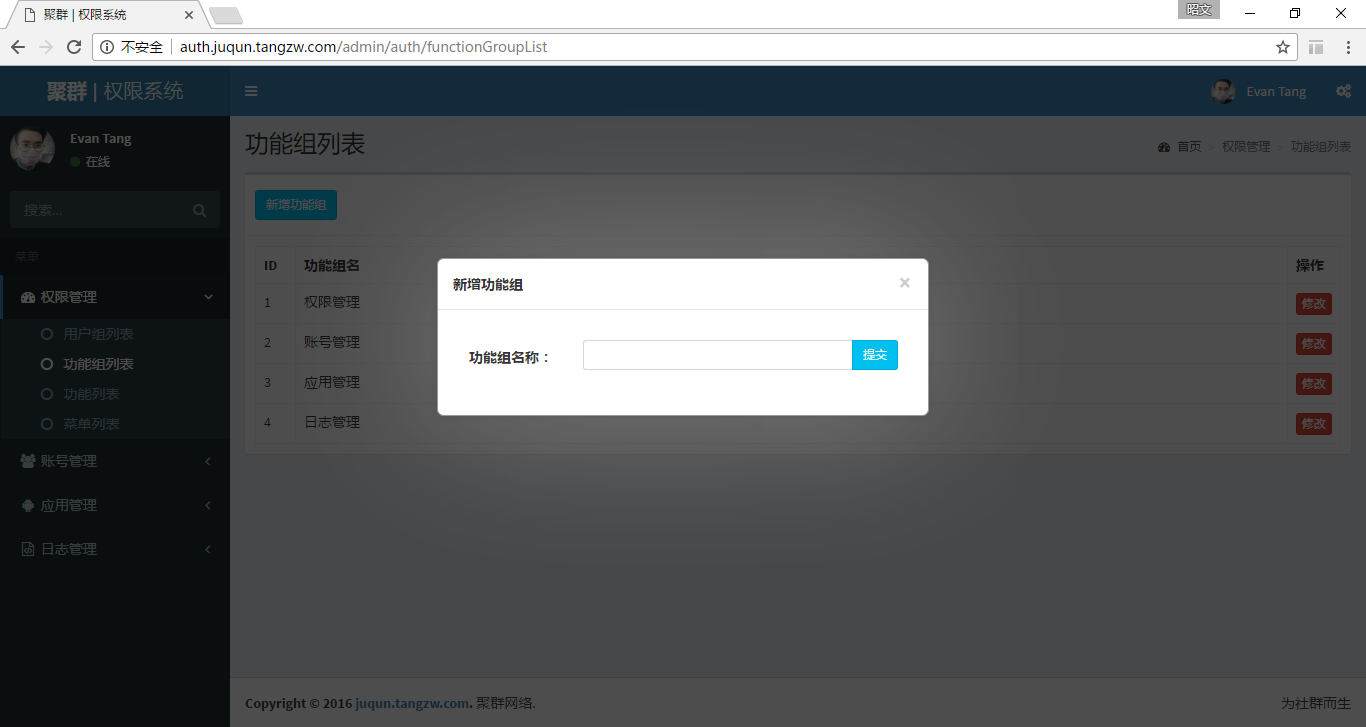 聚群 | 权限系统
昭文
不安全
auth.juqun.tangzw.com/admin/auth/functionGroupList
聚群 | 权限系统
Evan Tang
Evan Tang
在线
搜索...
菜单
权限管理
用户组列表
功能组列表
功能列表
菜单列表
账号管理
应用管理
日志管理
功能组列表
首页 > 权限管理 > 功能组列表
新增功能组
ID 功能组名 操作
1 权限管理 修改
2 账号管理 修改
3 应用管理 修改
4 日志管理 修改
新增功能组 ×
功能组名称：
提交
Copyright © 2016 juqun.tangzw.com. 聚群网络.
为社群而生